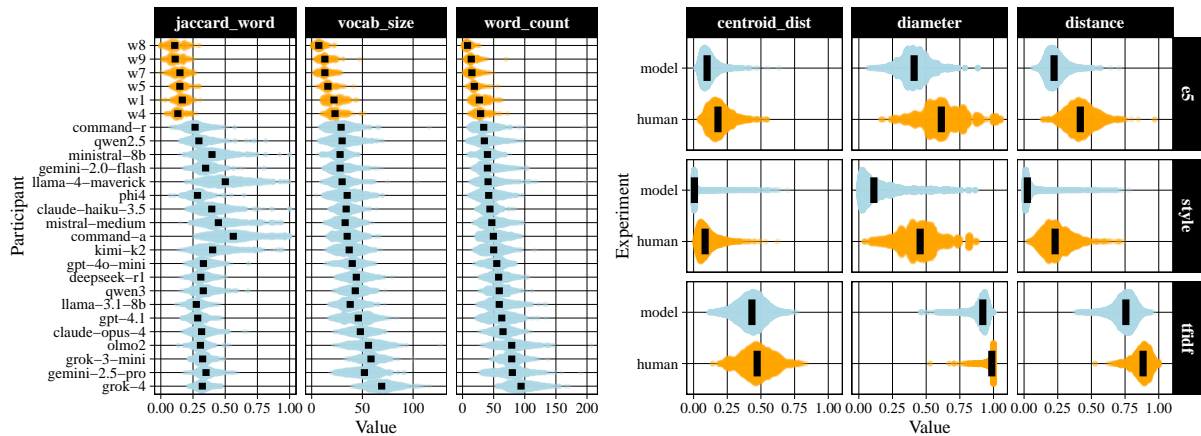 jaccard_word vocab_size word_count
w8
w9
w7
w5
w1
w4
command−r
qwen2.5
ministral−8b
gemini−2.0−flash
llama−4−maverick
phi4
claude−haiku−3.5
mistral−medium
command−a
kimi−k2
gpt−4o−mini
deepseek−r1
qwen3
llama−3.1−8b
gpt−4.1
claude−opus−4
olmo2
grok−3−mini
gemini−2.5−pro
grok−4
Participant
0.00 0.25 0.50 0.75 1.00 0 50 100 0 50 100 150 200
Value
centroid_dist diameter distance
model
human
e5
model
human
style
model
human
tfidf
Experiment
0.00 0.25 0.50 0.75 1.00 0.00 0.25 0.50 0.75 1.00 0.00 0.25 0.50 0.75 1.00
Value